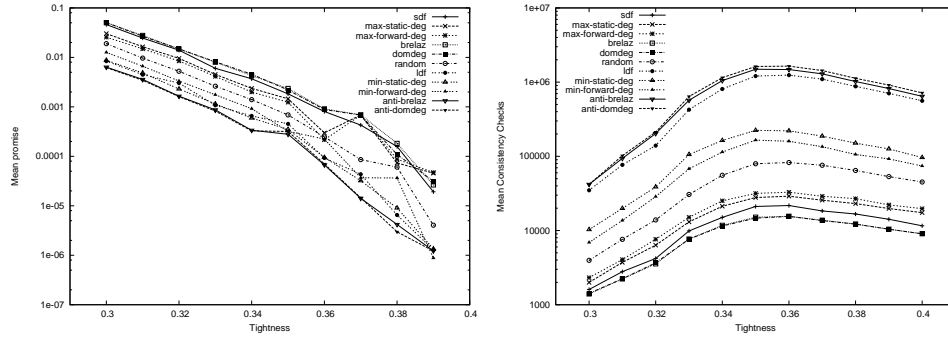 1
0.1
0.01
0.001
0.0001
1e-05
1e-06
1e-07
0.3
0.32
0.34
0.36
0.38
0.4
Mean promise
Tightness
sdf
max-static-deg
max-forward-deg
brelaz
domdeg
random
ldf
min-static-deg
min-forward-deg
anti-brelaz
anti-domdeg
1e+07
1e+06
100000
10000
1000
0.3
0.32
0.34
0.36
0.38
0.4
Mean Consistency Checks
Tightness
sdf
max-static-deg
max-forward-deg
brelaz
domdeg
random
ldf
min-static-deg
min-forward-deg
anti-brelaz
anti-domdeg